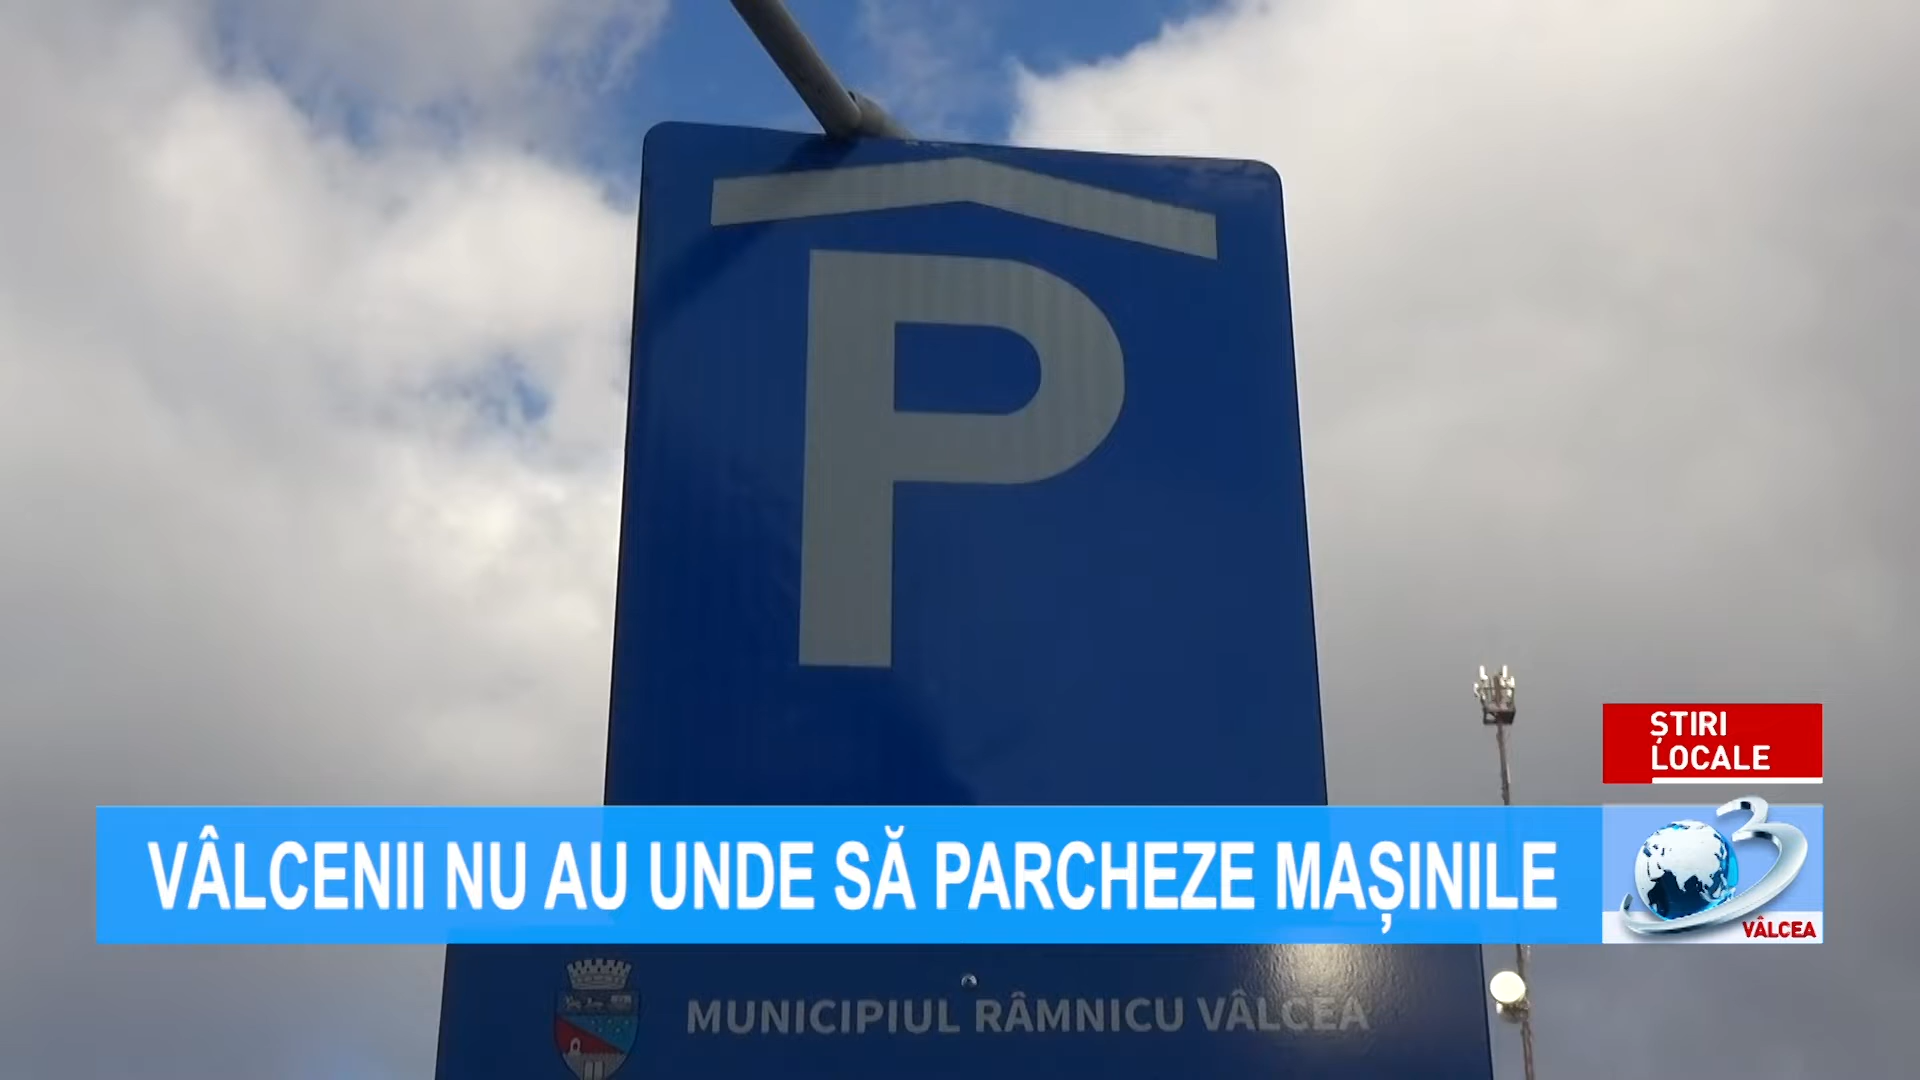 P
ȘTIRI
LOCALE
VÂLCENII NU AU UNDE SĂ PARCHEZE MAȘINILE
3
VÂLCEA
MUNICIPIUL RÂMNICU VÂLCEA